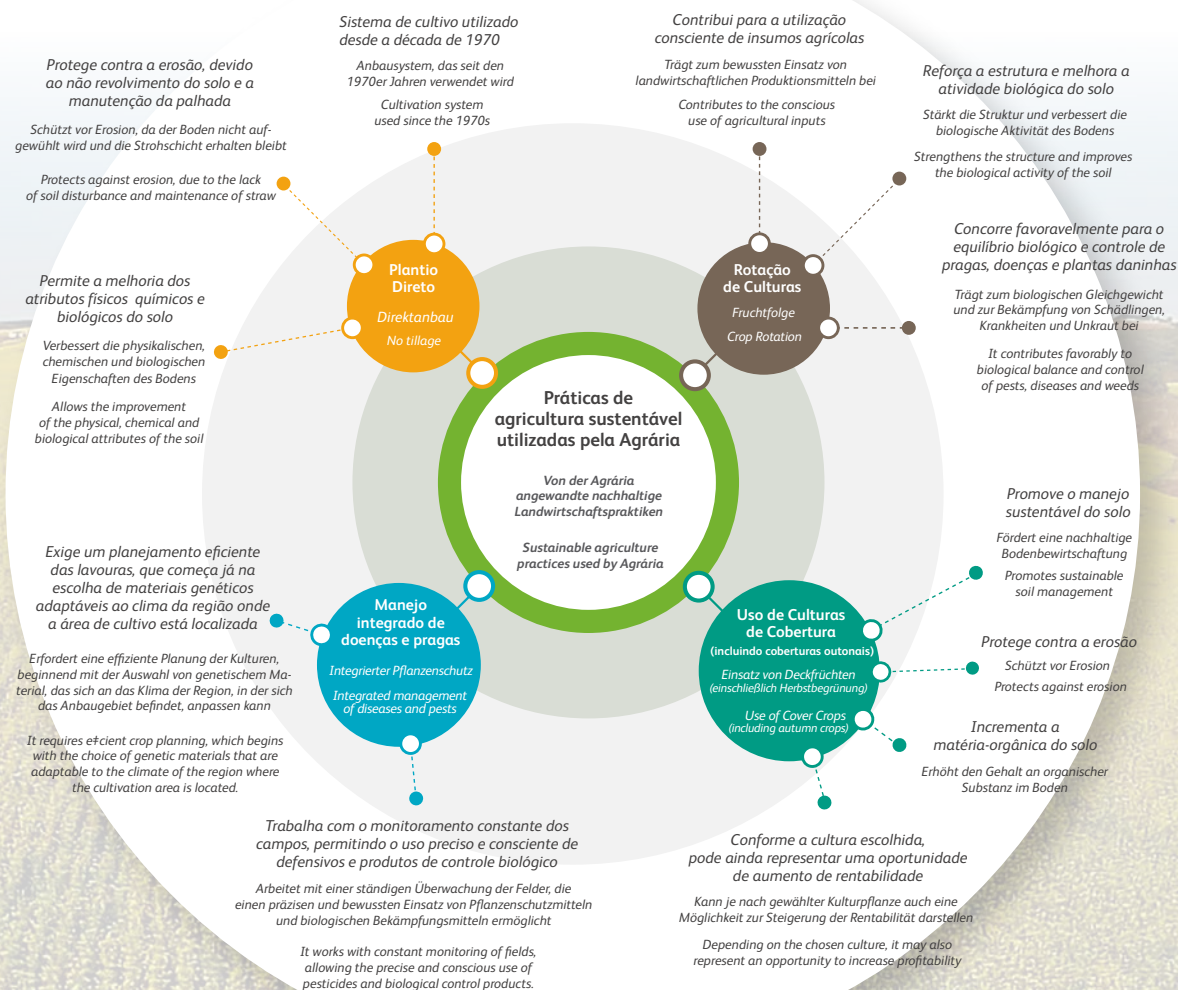 Sistema de cultivo utilizado
desde a década de 1970
Anbausystem, das seit den
1970er Jahren verwendet wird
Cultivation system
used since the 1970s
Contribui para a utilização
consciente de insumos agrícolas
Trägt zum bewussten Einsatz von
landwirtschaftlichen Produktionsmitteln bei
Contributes to the conscious
use of agricultural inputs
Protege contra a erosão, devido
ao não revolvimento do solo e a
manutenção da palhada
Schützt vor Erosion, da der Boden nicht auf-
gewühlt wird und die Strohschicht erhalten bleibt
Protects against erosion, due to the lack
of soil disturbance and maintenance of straw
Reforça a estrutura e melhora a
atividade biológica do solo
Stärkt die Struktur und verbessert die
biologische Aktivität des Bodens
Strengthens the structure and improves
the biological activity of the soil
Permite a melhoria dos
atributos físicos químicos e
biológicos do solo
Verbessert die physikalischen,
chemischen und biologischen
Eigenschaften des Bodens
Allows the improvement
of the physical, chemical and
biological attributes of the soil
Plantio
Direto
Direktanbau
No tillage
Rotação
de Culturas
Fruchtfolge
Crop Rotation
Concorre favoravelmente para o
equilíbrio biológico e controle de
pragas, doenças e plantas daninhas
Trägt zum biologischen Gleichgewicht
und zur Bekämpfung von Schädlingen,
Krankheiten und Unkraut bei
It contributes favorably to
biological balance and control
of pests, diseases and weeds
Práticas de
agricultura sustentável
utilizadas pela Agrária
Von der Agrária
angewandte nachhaltige
Landwirtschaftspraktiken
Sustainable agriculture
practices used by Agrária
Exige um planejamento eficiente
das lavouras, que começa já na
escolha de materiais genéticos
adaptáveis ao clima da região onde
a área de cultivo está localizada
Erfordert eine effiziente Planung der Kulturen,
beginnend mit der Auswahl von genetischem Ma-
terial, das sich an das Klima der Region, in der sich
das Anbaugebiet befindet, anpassen kann
It requires eŧcient crop planning, which begins
with the choice of genetic materials that are
adaptable to the climate of the region where
the cultivation area is located.
Manejo
integrado de
doenças e pragas
Integrierter Pflanzenschutz
Integrated management
of diseases and pests
Uso de Culturas
de Cobertura
(incluindo coberturas outonais)
Einsatz von Deckfrüchten
(einschließlich Herbstbegrünung)
Use of Cover Crops
(including autumn crops)
Promove o manejo
sustentável do solo
Fördert eine nachhaltige
Bodenbewirtschaftung
Promotes sustainable
soil management
Protege contra a erosão
Schützt vor Erosion
Protects against erosion
Incrementa a
matéria-orgânica do solo
Erhöht den Gehalt an organischer
Substanz im Boden
Trabalha com o monitoramento constante dos
campos, permitindo o uso preciso e consciente de
defensivos e produtos de controle biológico
Arbeitet mit einer ständigen Überwachung der Felder, die
einen präzisen und bewussten Einsatz von Pflanzenschutzmitteln
und biologischen Bekämpfungsmitteln ermöglicht
It works with constant monitoring of fields,
allowing the precise and conscious use of
pesticides and biological control products.
Conforme a cultura escolhida,
pode ainda representar uma oportunidade
de aumento de rentabilidade
Kann je nach gewählter Kulturpflanze auch eine
Möglichkeit zur Steigerung der Rentabilität darstellen
Depending on the chosen culture, it may also
represent an opportunity to increase profitability